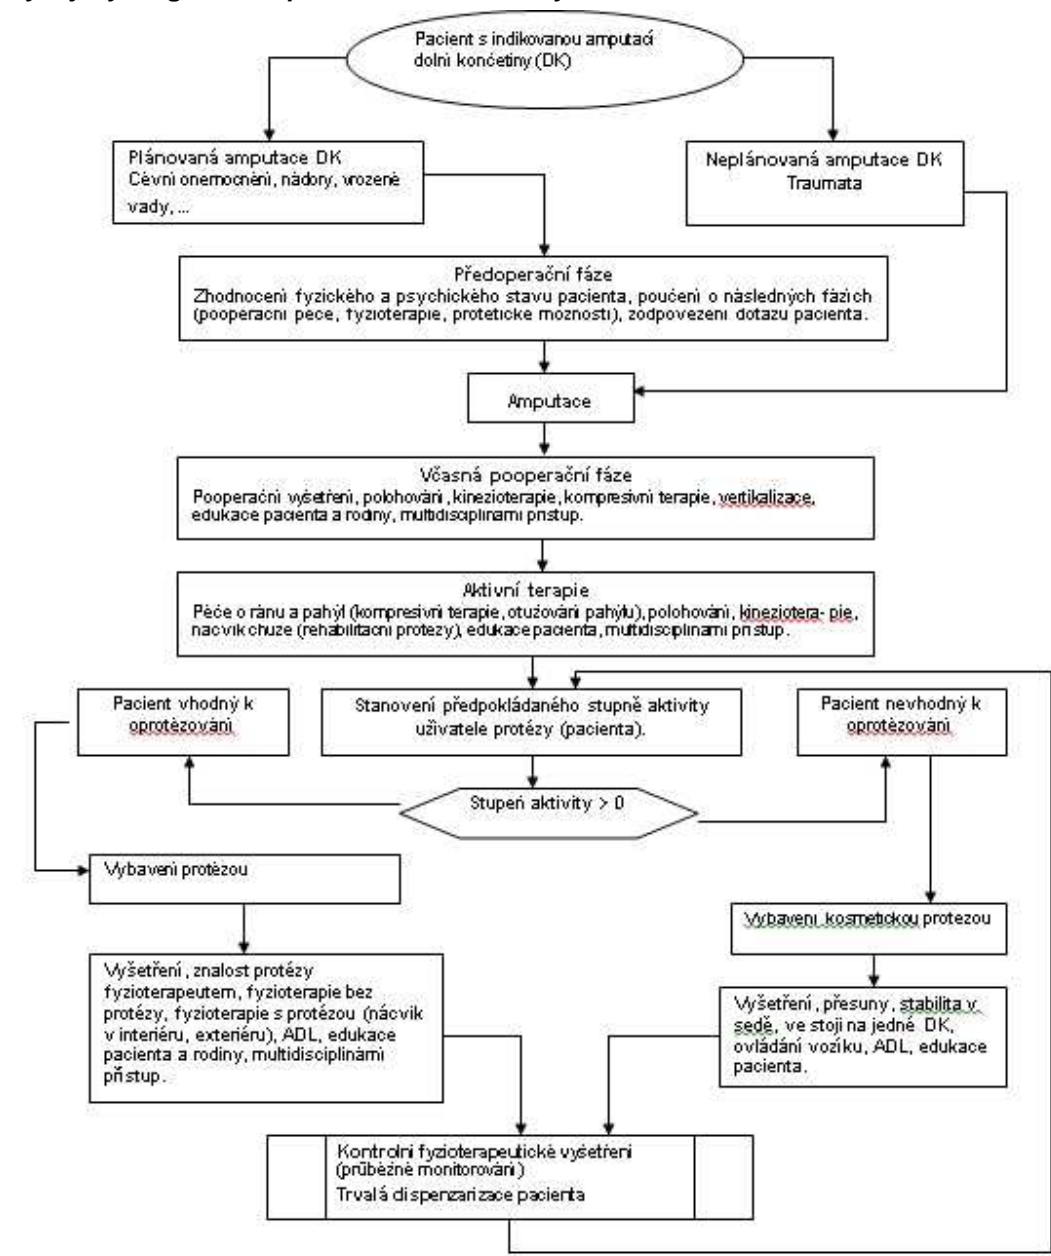 Pacient s indikovanou amputací
dolní končetiny (DK)
Plánovaná amputace DK
Cévní onemocnění, nádory, vrozené
vady, ...
Neplánovaná amputace DK
Traumata
Předoperační fáze
Zhodnocení fyzického a psychického stavu pacienta, poučení o následných fázích
(pooperační péče, fyzioterapie, protetické možnosti), zodpovězení dotazů pacienta.
Amputace
Včasná pooperační fáze
Pooperační vyšetření, polohování, kinezioterapie, kompresivní terapie, vertikalizace,
edukace pacienta a rodiny, multidisciplinární přístup.
Aktivní terapie
Péče o ránu a pahýl (kompresivní terapie, otužování pahýlu), polohování, kineziotera- pie,
nácvik chůze (rehabilitační protézy), edukace pacienta, multidisciplinární přístup.
Pacient vhodný k
oprotézování
Stanovení předpokládaného stupně aktivity
uživatele protézy (pacienta).
Pacient nevhodný k
oprotézování
Stupeň aktivity > 0
Vybavení protézou
Vybavení kosmetickou protézou
Vyšetření, znalost protézy
fyzioterapeutem, fyzioterapie bez
protézy, fyzioterapie s protézou (nácvik
v interiéru, exteriéru), ADL, edukace
pacienta a rodiny, multidisciplinární
přístup.
Vyšetření, přesuny, stabilita v
sedě, ve stoji na jedné DK,
ovládání vozíku, ADL, edukace
pacienta.
Kontrolní fyzioterapeutické vyšetření
(průběžné monitorování)
Trvalá dispenzarizace pacienta